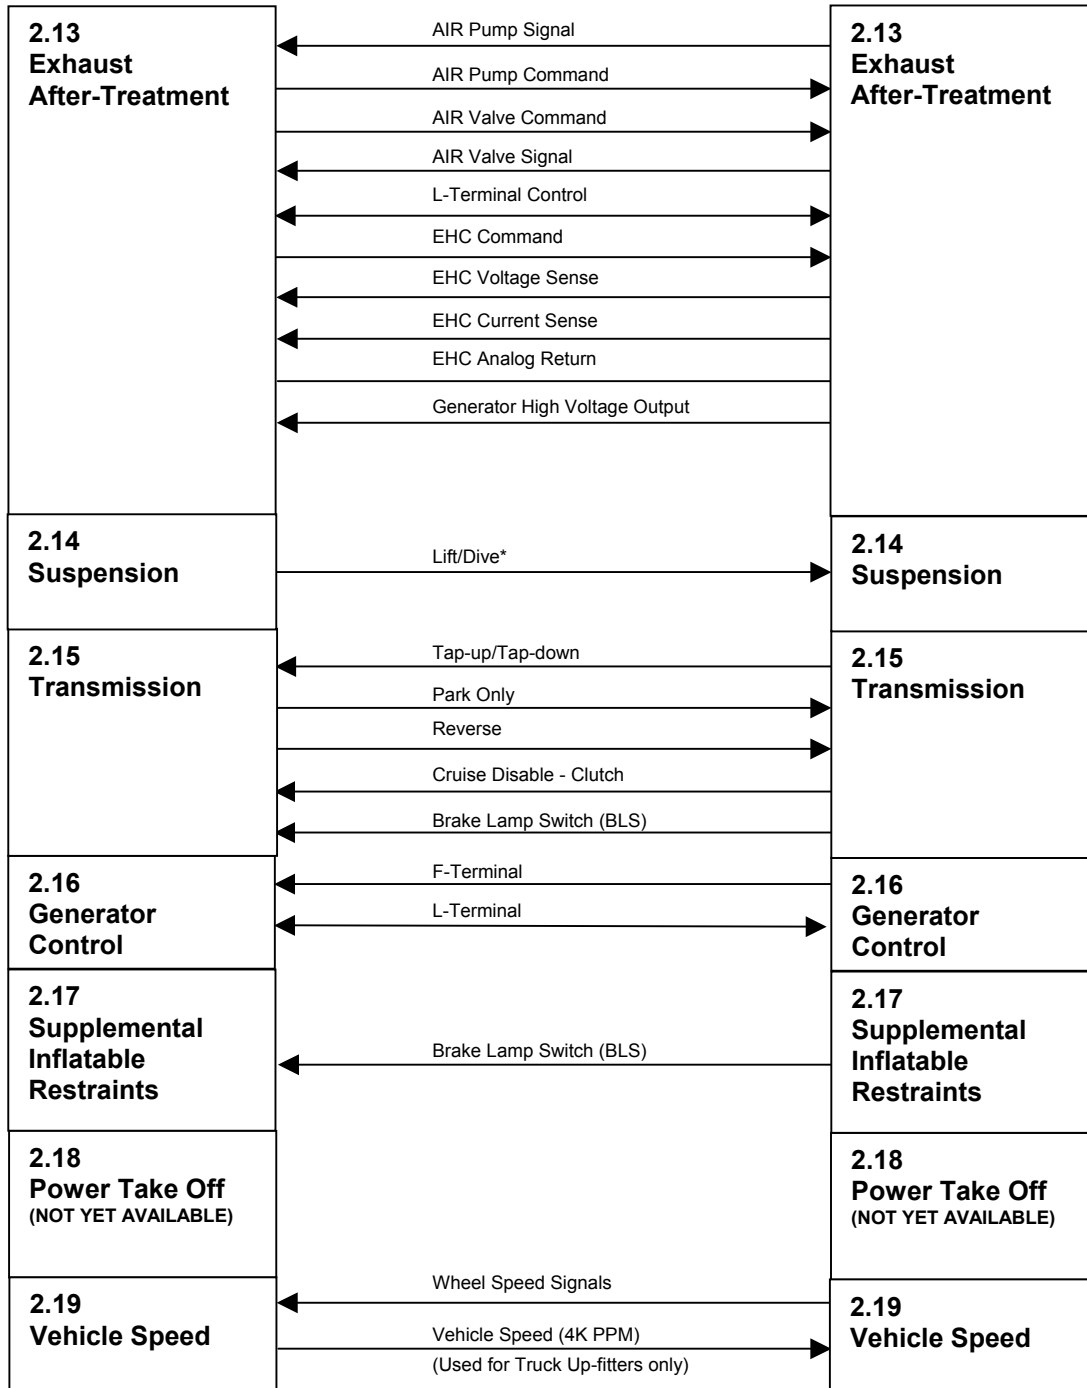 2.13
Exhaust
After-Treatment
AIR Pump Signal
AIR Pump Command
AIR Valve Command
AIR Valve Signal
L-Terminal Control
EHC Command
EHC Voltage Sense
EHC Current Sense
EHC Analog Return
Generator High Voltage Output
2.13
Exhaust
After-Treatment
2.14
Suspension
Lift/Dive*
2.14
Suspension
2.15
Transmission
Tap-up/Tap-down
Park Only
Reverse
Cruise Disable - Clutch
Brake Lamp Switch (BLS)
2.15
Transmission
2.16
Generator
Control
F-Terminal
L-Terminal
2.16
Generator
Control
2.17
Supplemental
Inflatable
Restraints
Brake Lamp Switch (BLS)
2.17
Supplemental
Inflatable
Restraints
2.18
Power Take Off
(NOT YET AVAILABLE)
2.18
Power Take Off
(NOT YET AVAILABLE)
2.19
Vehicle Speed
Wheel Speed Signals
Vehicle Speed (4K PPM)
(Used for Truck Up-fitters only)
2.19
Vehicle Speed